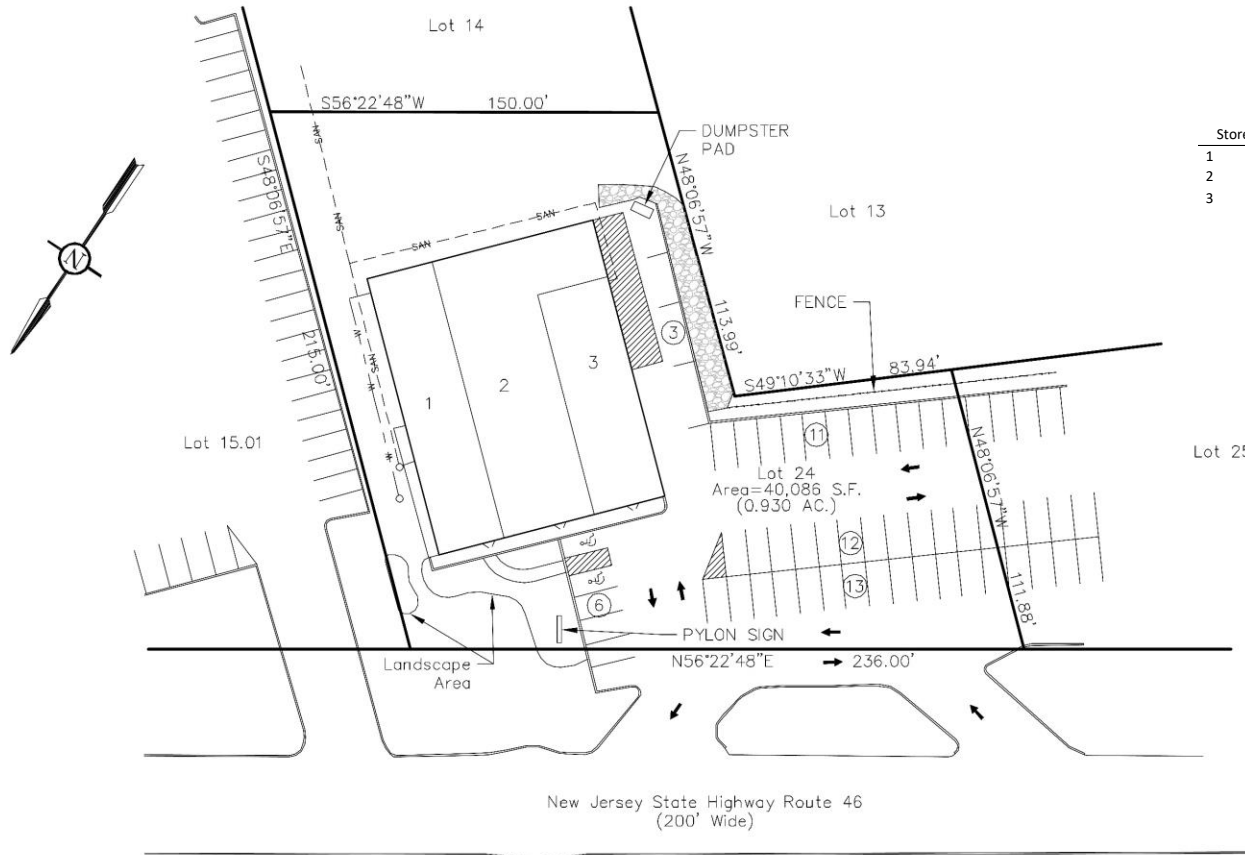 Lot 14
S56°22'48"W 150.00'
DUMPSTER
PAD
Store
1
2
3
SAN
S48°06'57"E
N48°06'57"W
Lot 13
SAN
SAN
SAN
N
FENCE
113.99'
3
215.00'
W
SAN
W
3
83.94'
S49°10'33"W
2
1
11
Lot 15.01
N48°06'57"W
Lot 25
Lot 24
Area=40,086 S.F.
(0.930 AC.)
W
12
13
6
111.88'
PYLON SIGN
Landscape
Area
N56°22'48"E 236.00'
New Jersey State Highway Route 46
(200' Wide)